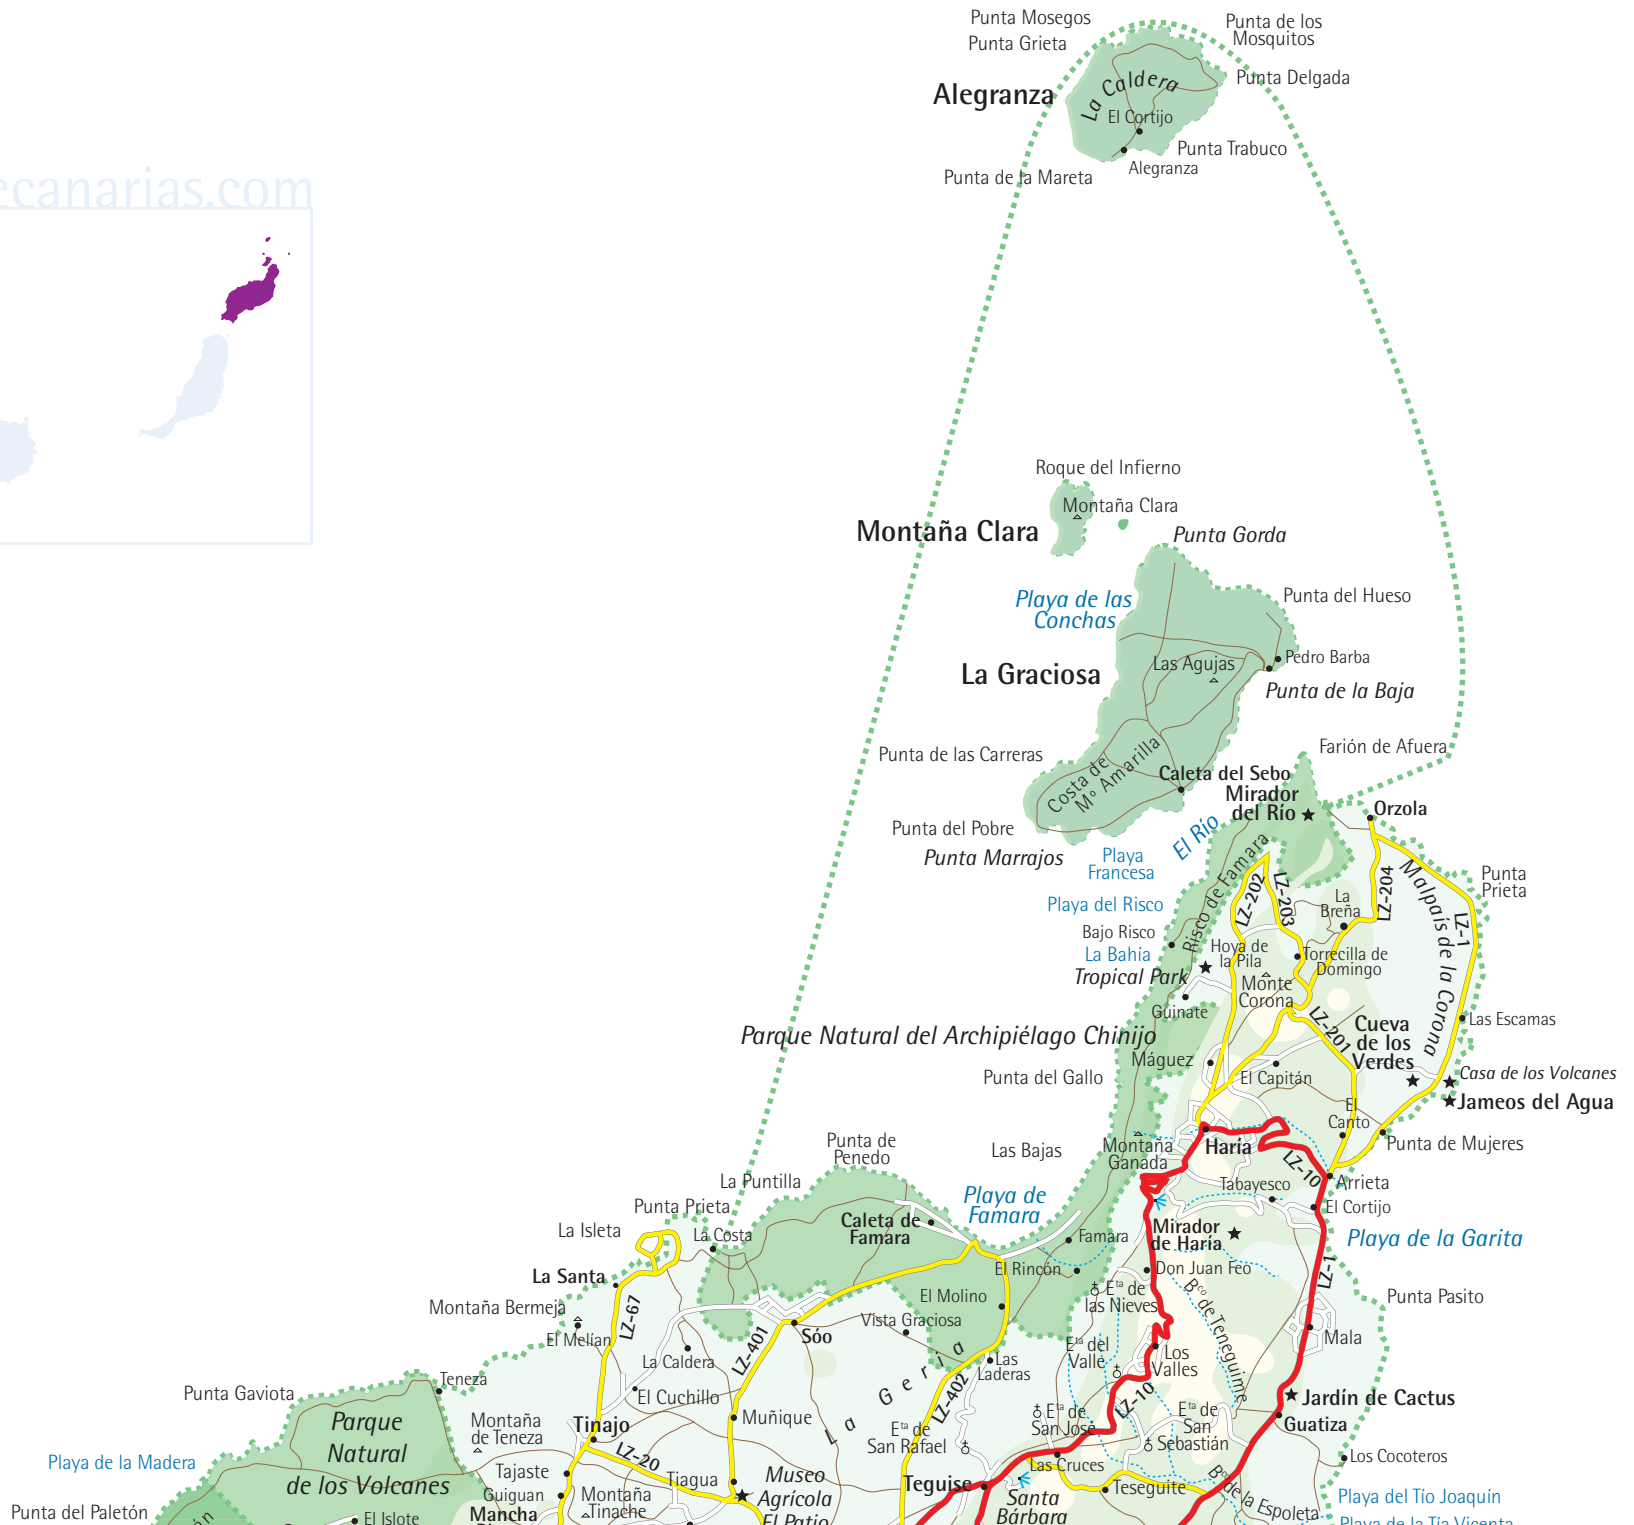 Punta Mosegos
Punta Grieta
Punta de los
Mosquitos
Punta Delgada
Alegranza
La Caldera
El Cortijo
Punta Trabuco
Alegranza
Punta de la Mareta
ecanarias.com
Roque del Infierno
Montaña Clara
Montaña Clara
Punta Gorda
Playa de las
Conchas
Punta del Hueso
La Graciosa
Las Agujas
Pedro Barba
Punta de la Baja
Punta de las Carreras
Costa de
Mº Amarilla
Farión de Afuera
Caleta del Sebo
Mirador
del Río
Orzola
Punta del Pobre
Punta Marrajos
El Río
Playa
Francesa
Risco de Famara
LZ-202
LZ-203
LZ-204
Malpaís de la Corona
LZ-1
Punta
Prieta
La
Breña
Playa del Risco
Bajo Risco
La Bahía
Hoya de
la Pila
Torrecilla de
Domingo
Tropical Park
Monte
Corona
Guinate
LZ-201
Cueva
de los
Verdes
Las Escamas
Parque Natural del Archipiélago Chinijo
Máguez
El Capitán
Casa de los Volcanes
Jameos del Agua
Punta del Gallo
El
Canto
Punta de Mujeres
Punta de
Penedo
Las Bajas
Montaña
Ganada
Haría
LZ-10
Arrieta
La Puntilla
Tabayesco
El Cortijo
Punta Prieta
Playa de
Famara
Caleta de
Famara
La Isleta
La Costa
Famara
Mirador
de Haría
Playa de la Garita
La Santa
El Rincón
Don Juan Feo
LZ-1
El Molino
Eta de
las Nieves
Bco de Teneguime
Punta Pasito
Montaña Bermeja
LZ-67
El Melián
Vista Graciosa
Sóo
LZ-401
Mala
La Caldera
Eta del
Valle
Los
Valles
Las
Laderas
La Geria
Teneza
Punta Gaviota
El Cuchillo
LZ-402
LZ-10
Jardín de Cactus
Parque
Natural
de los Volcanes
Montaña
de Teneza
Tinajo
Muñique
Eta de
San Rafael
Eta de
San José
Eta de
San
Sebastián
Guatiza
Playa de la Madera
LZ-20
Los Cocoteros
Tajaste
Tiagua
Museo
Agrícola
El Patio
Teguise
Las Cruces
Teseguite
Bco de la Espoleta
Guiguan
Montaña
Tinache
Santa
Bárbara
Playa del Tío Joaquín
Playa de la Tía Vicenta
Punta del Paletón
El Islote
Mancha